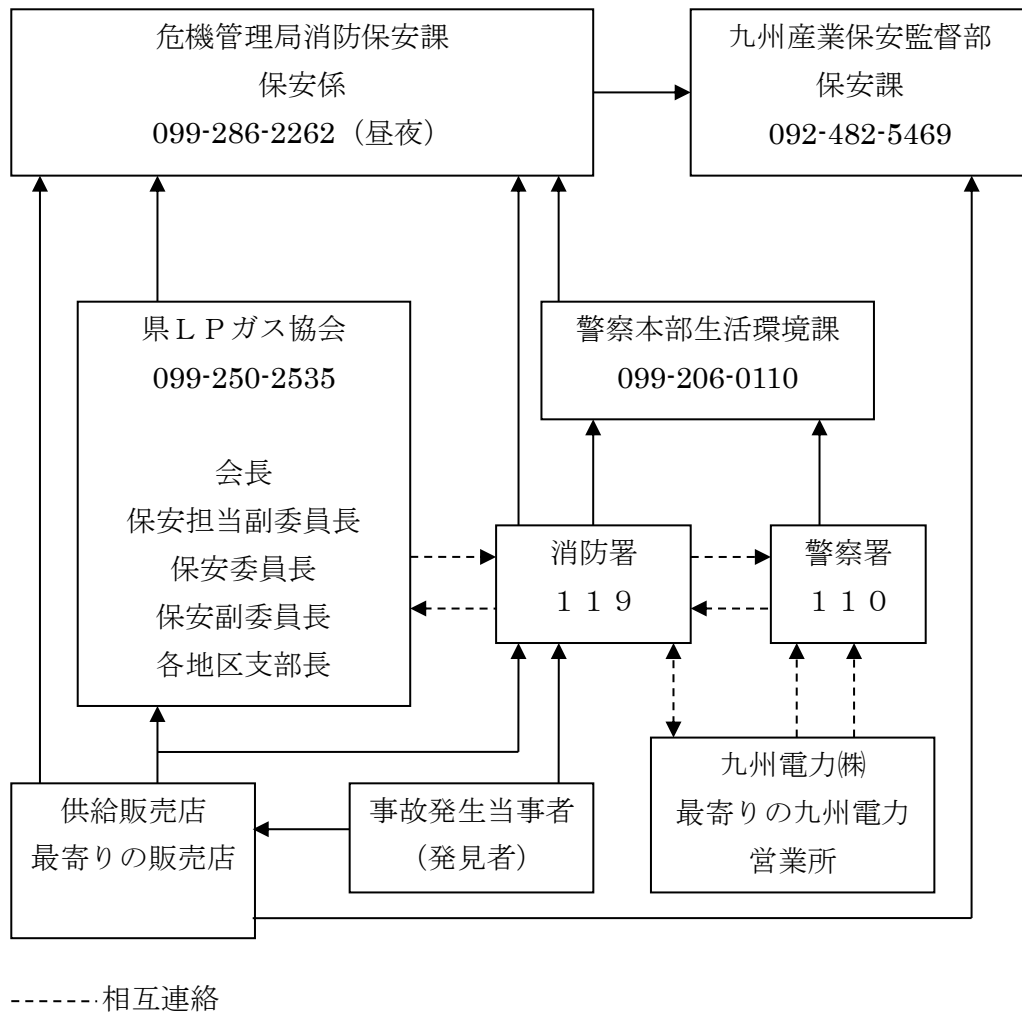 危機管理局消防保安課
保安係
099-286-2262（昼夜）
九州産業保安監督部
保安課
092-482-5469
県ＬＰガス協会
099-250-2535
会長
保安担当副委員長
保安委員長
保安副委員長
各地区支部長
警察本部生活環境課
099-206-0110
消防署
１１９
警察署
１１０
供給販売店
最寄りの販売店
事故発生当事者
（発見者）
九州電力㈱
最寄りの九州電力
営業所
相互連絡